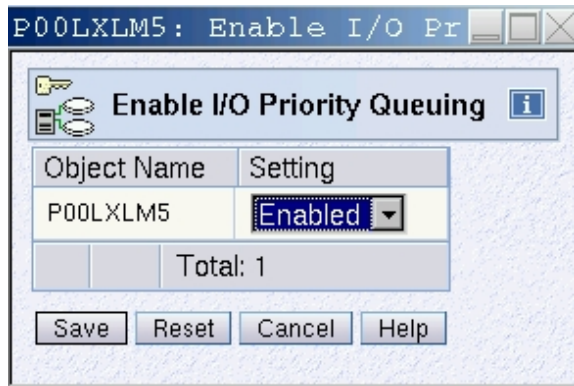 P00LXLM5: Enable I/O Pr
Enable I/O Priority Queuing i
Object Name Setting
P00LXLM5 Enabled
Total: 1
Save Reset Cancel Help